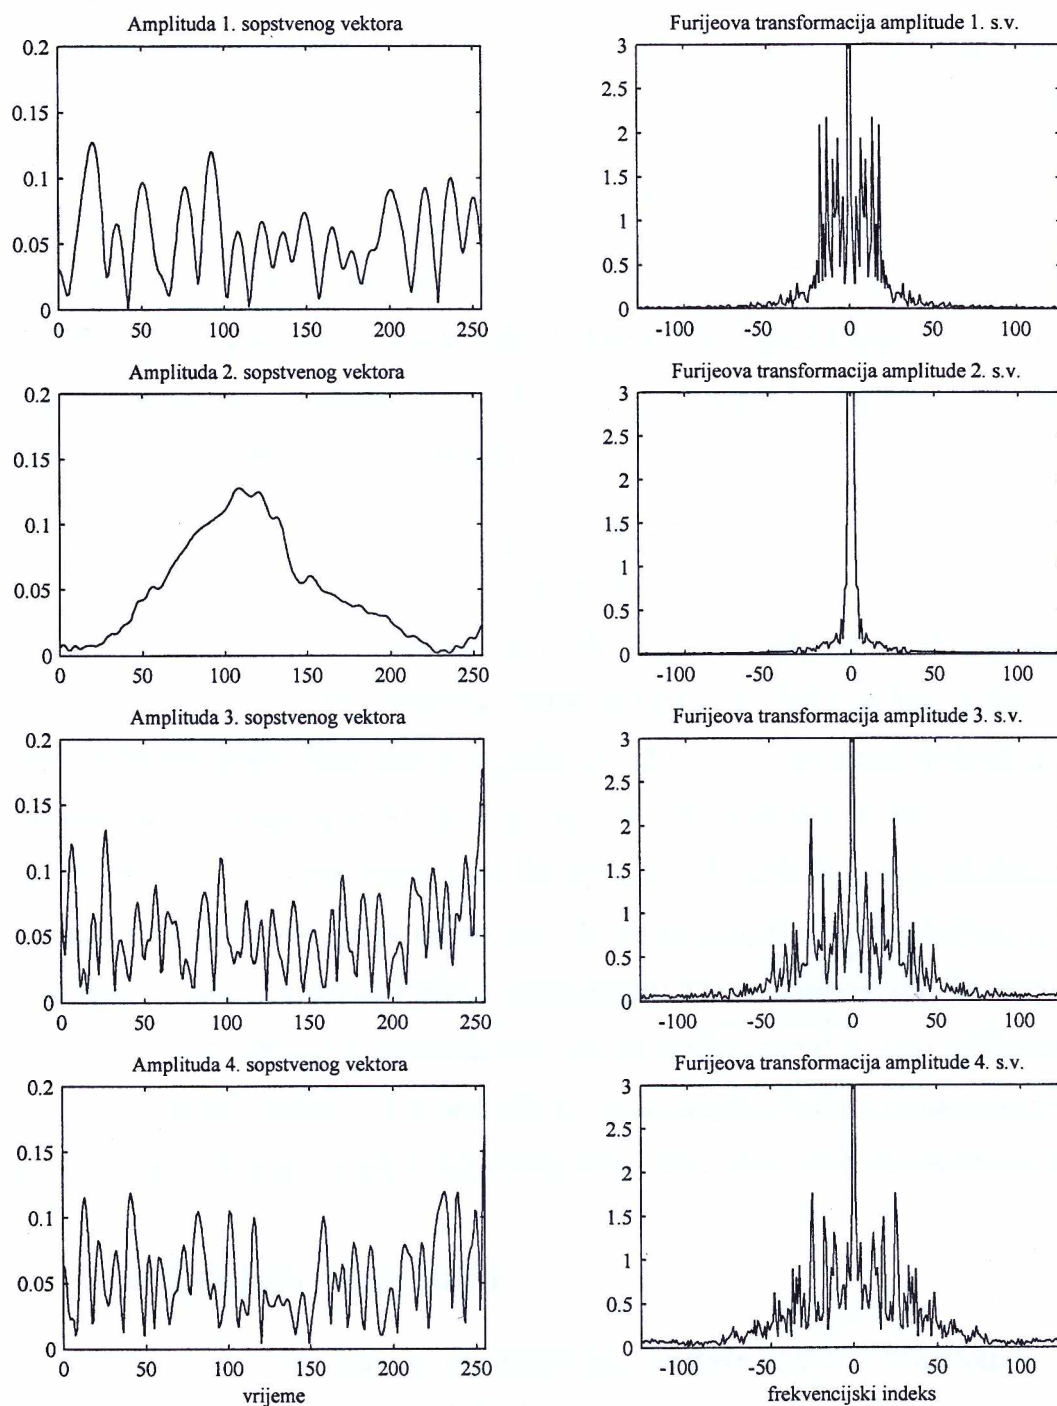 Amplituda 1. sopstvenog vektora
0.2
0.15
0.1
0.05
0
0 50 100 150 200 250
Furijeova transformacija amplitude 1. s.v.
3
2.5
2
1.5
1
0.5
0
-100 -50 0 50 100
Amplituda 2. sopstvenog vektora
0.2
0.15
0.1
0.05
0
0 50 100 150 200 250
Furijeova transformacija amplitude 2. s.v.
3
2.5
2
1.5
1
0.5
0
-100 -50 0 50 100
Amplituda 3. sopstvenog vektora
0.2
0.15
0.1
0.05
0
0 50 100 150 200 250
Furijeova transformacija amplitude 3. s.v.
3
2.5
2
1.5
1
0.5
0
-100 -50 0 50 100
Amplituda 4. sopstvenog vektora
0.2
0.15
0.1
0.05
0
0 50 100 150 200 250
vrijeme
Furijeova transformacija amplitude 4. s.v.
3
2.5
2
1.5
1
0.5
0
-100 -50 0 50 100
frekvencijski indeks